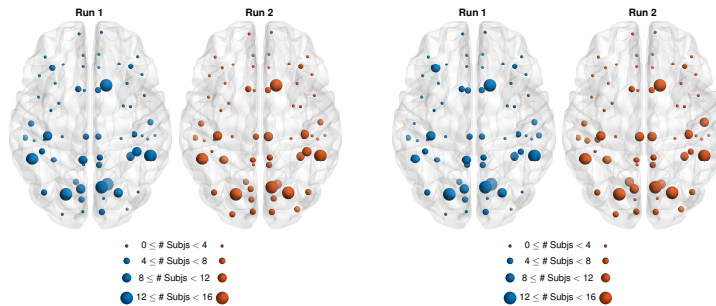 Run 1 Run 2 Run 1 Run 2
0 ≤ # Subjs < 4 0 ≤ # Subjs < 4
4 ≤ # Subjs < 8 4 ≤ # Subjs < 8
8 ≤ # Subjs < 12 8 ≤ # Subjs < 12
12 ≤ # Subjs < 16 12 ≤ # Subjs < 16